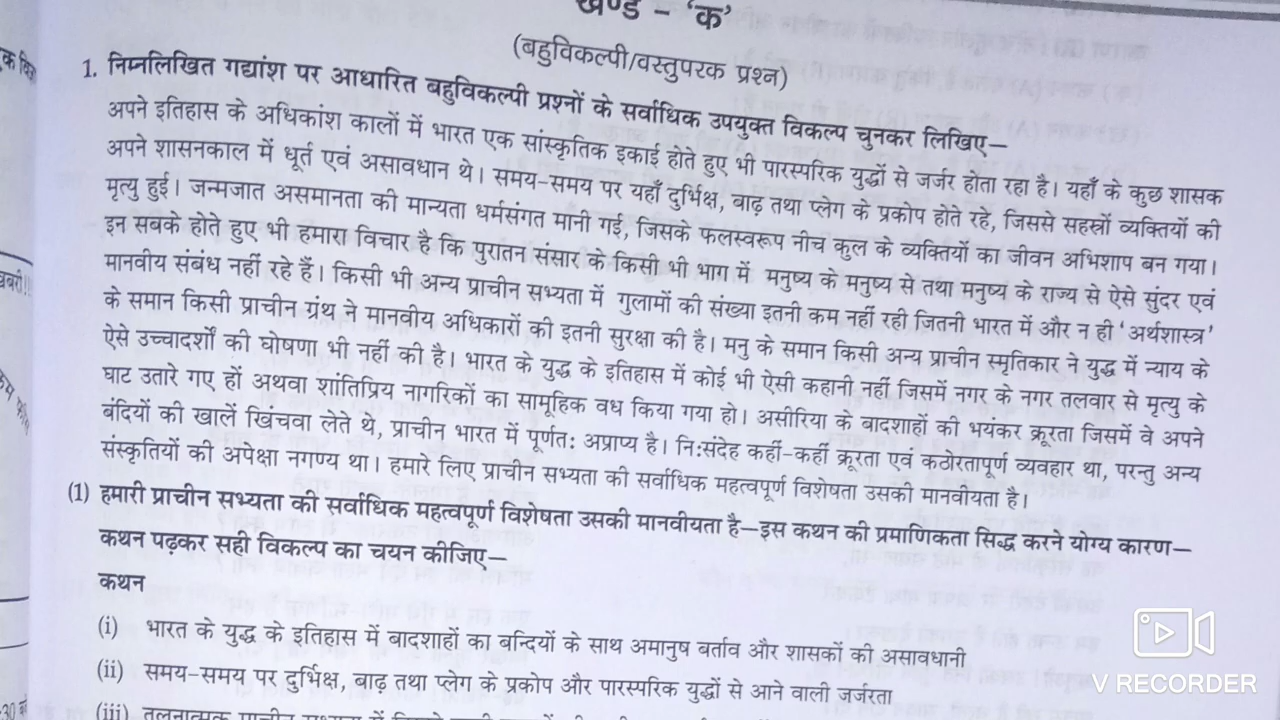 खण्ड - 'क'
(बहुविकल्पी/वस्तुपरक प्रश्न)
1. निम्नलिखित गद्यांश पर आधारित बहुविकल्पी प्रश्नों के सर्वाधिक उपयुक्त विकल्प चुनकर लिखिए—
अपने इतिहास के अधिकांश कालों में भारत एक सांस्कृतिक इकाई होते हुए भी पारस्परिक युद्धों से जर्जर होता रहा है। यहाँ के कुछ शासक
अपने शासनकाल में धूर्त एवं असावधान थे। समय-समय पर यहाँ दुर्भिक्ष, बाढ़ तथा प्लेग के प्रकोप होते रहे, जिससे सहस्रों व्यक्तियों की
मृत्यु हुई। जन्मजात असमानता की मान्यता धर्मसंगत मानी गई, जिसके फलस्वरूप नीच कुल के व्यक्तियों का जीवन अभिशाप बन गया।
इन सबके होते हुए भी हमारा विचार है कि पुरातन संसार के किसी भी भाग में मनुष्य के मनुष्य से तथा मनुष्य के राज्य से ऐसे सुंदर एवं
मानवीय संबंध नहीं रहे हैं। किसी भी अन्य प्राचीन सभ्यता में गुलामों की संख्या इतनी कम नहीं रही जितनी भारत में और न ही 'अर्थशास्त्र'
के समान किसी प्राचीन ग्रंथ ने मानवीय अधिकारों की इतनी सुरक्षा की है। मनु के समान किसी अन्य प्राचीन स्मृतिकार ने युद्ध में न्याय के
ऐसे उच्चादर्शों की घोषणा भी नहीं की है। भारत के युद्ध के इतिहास में कोई भी ऐसी कहानी नहीं जिसमें नगर के नगर तलवार से मृत्यु के
घाट उतारे गए हों अथवा शांतिप्रिय नागरिकों का सामूहिक वध किया गया हो। असीरिया के बादशाहों की भयंकर क्रूरता जिसमें वे अपने
बंदियों की खालें खिंचवा लेते थे, प्राचीन भारत में पूर्णतः अप्राप्य है। निःसंदेह कहीं-कहीं क्रूरता एवं कठोरतापूर्ण व्यवहार था, परन्तु अन्य
संस्कृतियों की अपेक्षा नगण्य था। हमारे लिए प्राचीन सभ्यता की सर्वाधिक महत्वपूर्ण विशेषता उसकी मानवीयता है।
(1) हमारी प्राचीन सभ्यता की सर्वाधिक महत्वपूर्ण विशेषता उसकी मानवीयता है—इस कथन की प्रमाणिकता सिद्ध करने योग्य कारण—
कथन पढ़कर सही विकल्प का चयन कीजिए—
कथन
(i) भारत के युद्ध के इतिहास में बादशाहों का बन्दियों के साथ अमानुष बर्ताव और शासकों की असावधानी
(ii) समय-समय पर दुर्भिक्ष, बाढ़ तथा प्लेग के प्रकोप और पारस्परिक युद्धों से आने वाली जर्जरता
(iii)
V RECORDER